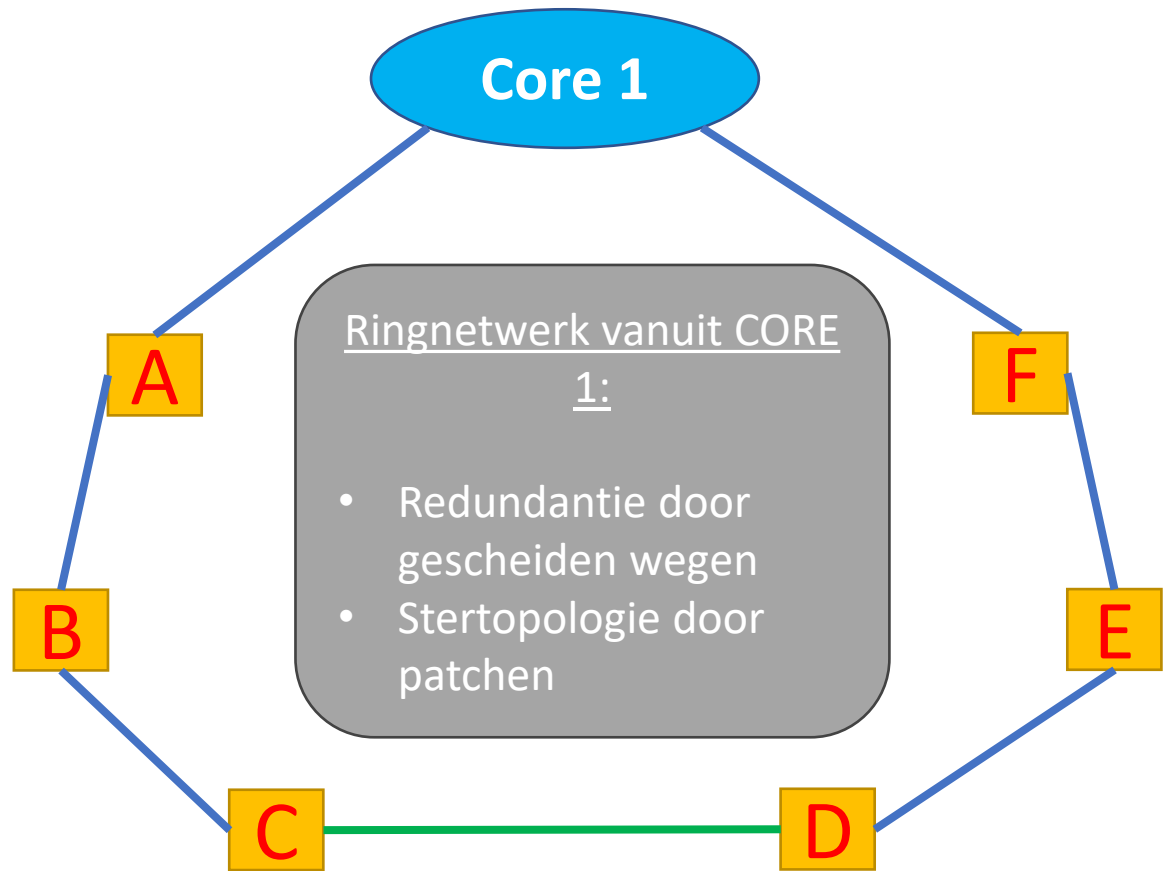 Core 1
Ringnetwerk vanuit CORE
1:
A
F
• Redundantie door
gescheiden wegen
• Stertopologie door
patchen
B
E
C
D